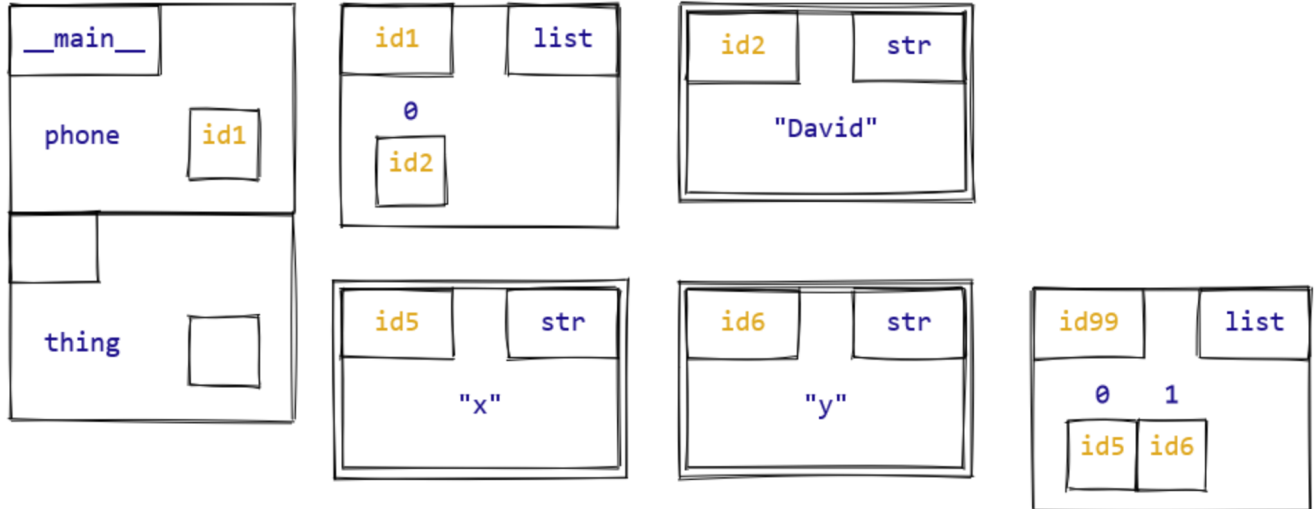 __main__
phone id1
thing
id1 list
0
id2
id2 str
"David"
id5 str
"x"
id6 str
"y"
id99 list
0 1
id5 id6